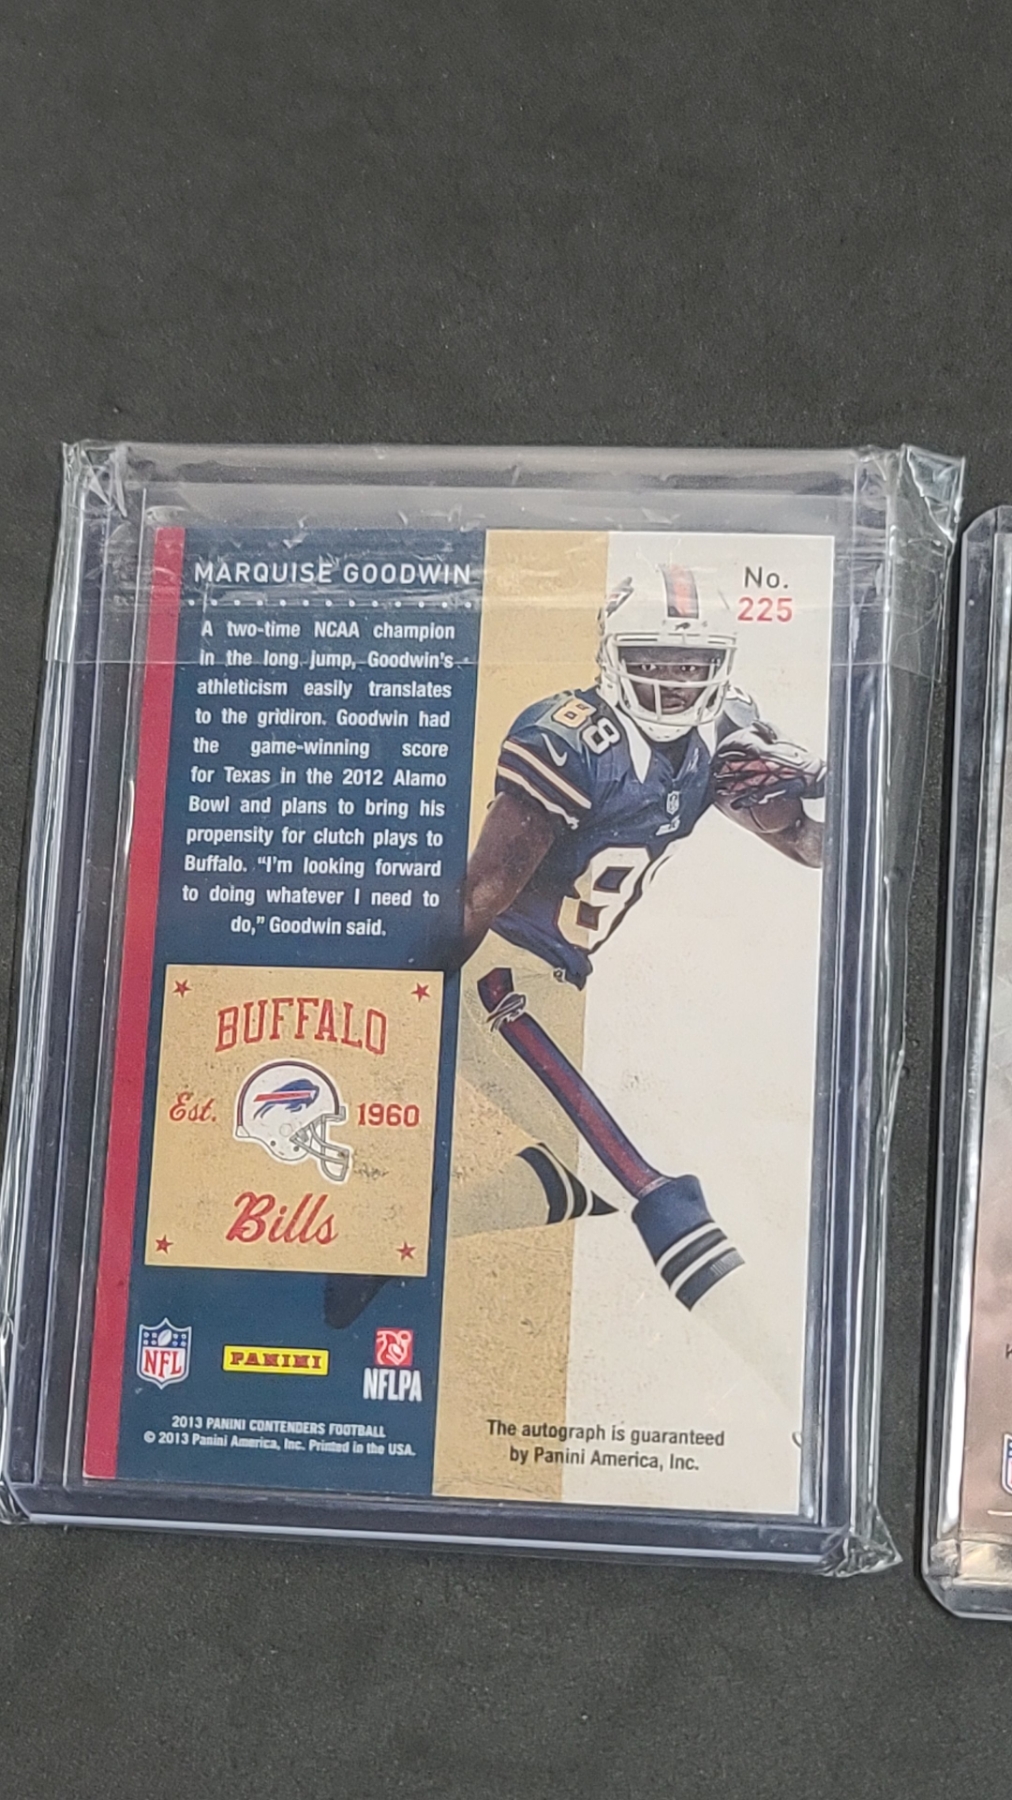 MARQUISE GOODWIN
A two-time NCAA champion
in the long jump, Goodwin's
athleticism easily translates
to the gridiron. Goodwin had
the game-winning score
for Texas in the 2012 Alamo
Bowl and plans to bring his
propensity for clutch plays to
Buffalo. “I'm looking forward
to doing whatever I need to
do,” Goodwin said.
No.
225
88
88
BUFFALO
Est. 1960
Bills
NFL
PANINI
NFLPA
2013 PANINI CONTENDERS FOOTBALL
© 2013 Panini America, Inc. Printed in the USA.
The autograph is guaranteed
by Panini America, Inc.